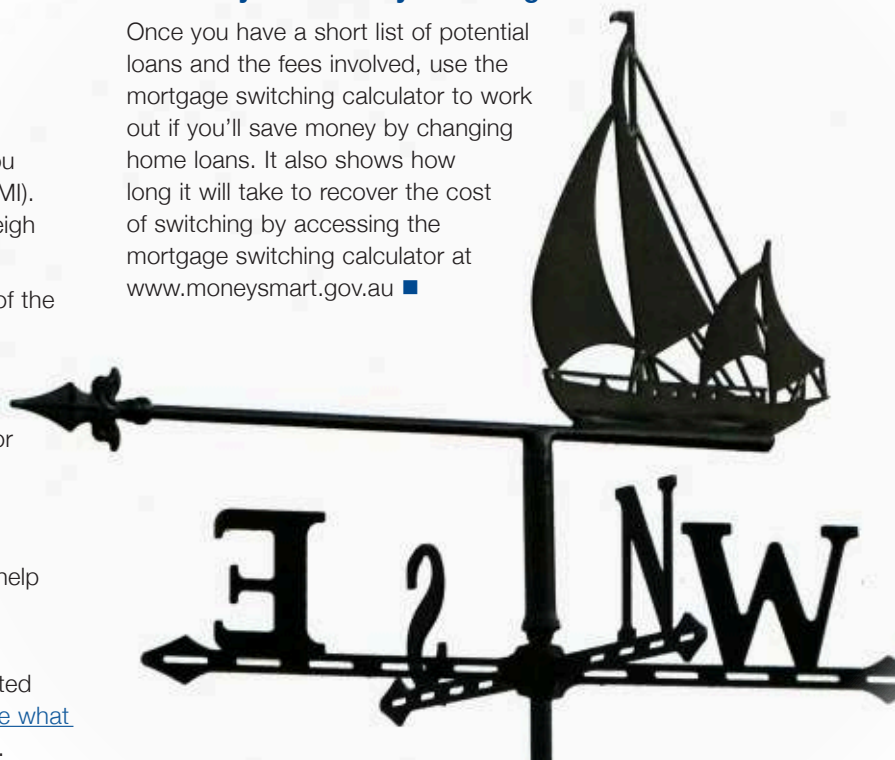 ou
MI).
eigh
of the
or
help
ted
e what
.
Once you have a short list of potential
loans and the fees involved, use the
mortgage switching calculator to work
out if you’ll save money by changing
home loans. It also shows how
long it will take to recover the cost
of switching by accessing the
mortgage switching calculator at
www.moneysmart.gov.au ■
E
S
N
W